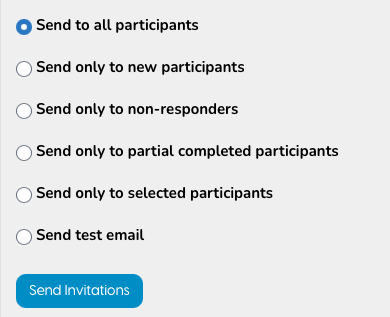 Send to all participants
Send only to new participants
Send only to non-responders
Send only to partial completed participants
Send only to selected participants
Send test email
Send Invitations